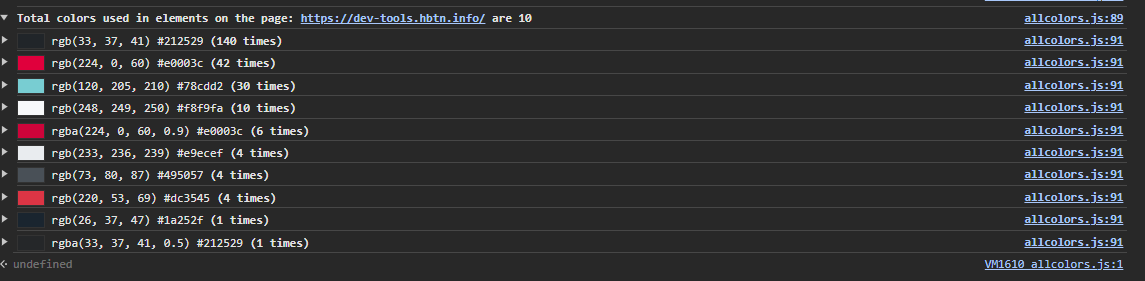 Total colors used in elements on the page: https://dev-tools.hbtn.info/ are 10 allcolors.js:89
rgb(33, 37, 41) #212529 (140 times) allcolors.js:91
rgb(224, 0, 60) #e0003c (42 times) allcolors.js:91
rgb(120, 205, 210) #78cdd2 (30 times) allcolors.js:91
rgb(248, 249, 250) #f8f9fa (10 times) allcolors.js:91
rgba(224, 0, 60, 0.9) #e0003c (6 times) allcolors.js:91
rgb(233, 236, 239) #e9ecef (4 times) allcolors.js:91
rgb(73, 80, 87) #495057 (4 times) allcolors.js:91
rgb(220, 53, 69) #dc3545 (4 times) allcolors.js:91
rgb(26, 37, 47) #1a252f (1 times) allcolors.js:91
rgba(33, 37, 41, 0.5) #212529 (1 times) allcolors.js:91
undefined VM1610 allcolors.js:1